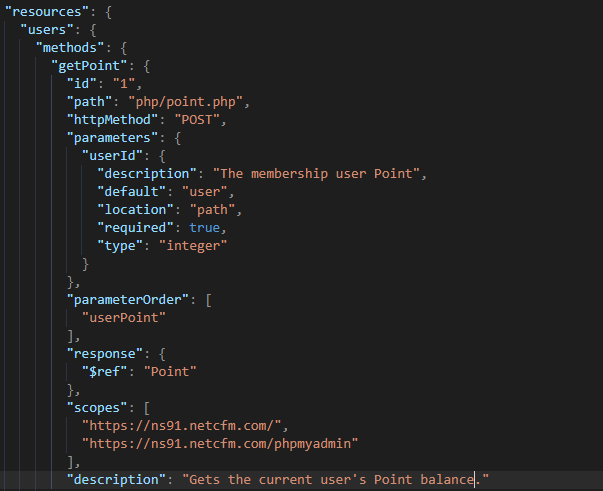 "resources": {
"users": {
"methods": {
"getPoint": {
"id": "1",
"path": "php/point.php",
"httpMethod": "POST",
"parameters": {
"userId": {
"description": "The membership user Point",
"default": "user",
"location": "path",
"required": true,
"type": "integer"
}
},
"parameterOrder": [
"userPoint"
],
"response": {
"$ref": "Point"
},
"scopes": [
"https://ns91.netcfm.com/",
"https://ns91.netcfm.com/phpmyadmin"
],
"description": "Gets the current user's Point balance."